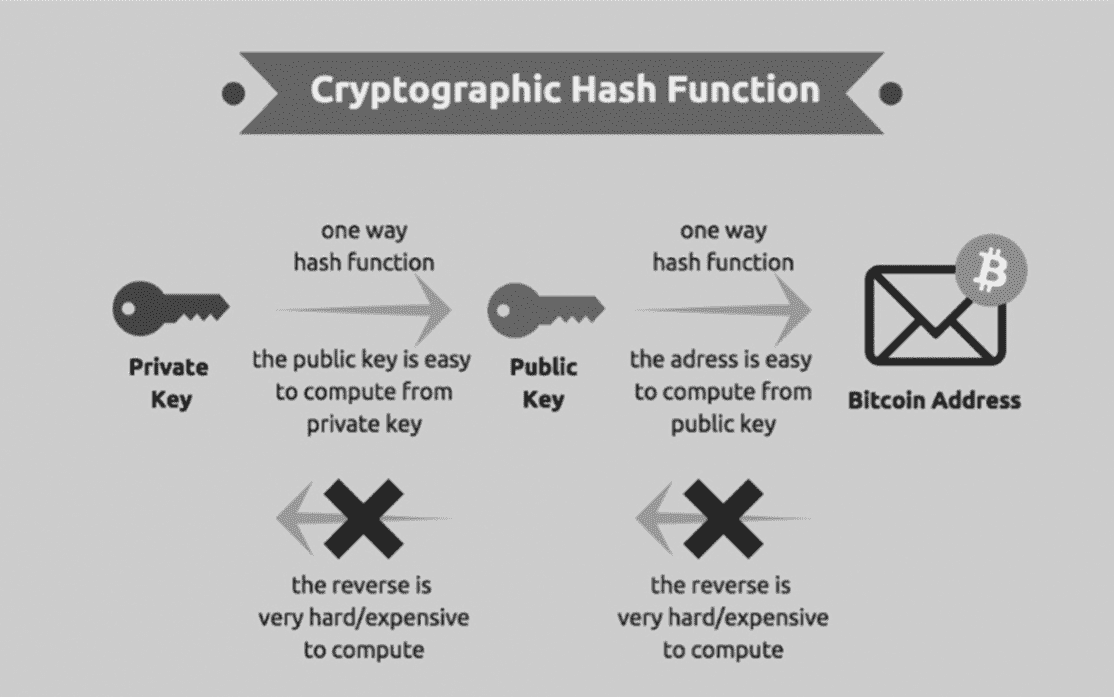 Cryptographic Hash Function
one way
hash function
one way
hash function
Private
Key
the public key is easy
to compute from
private key
Public
Key
the adress is easy
to compute from
public key
Bitcoin Address
the reverse is
very hard/expensive
to compute
the reverse is
very hard/expensive
to compute